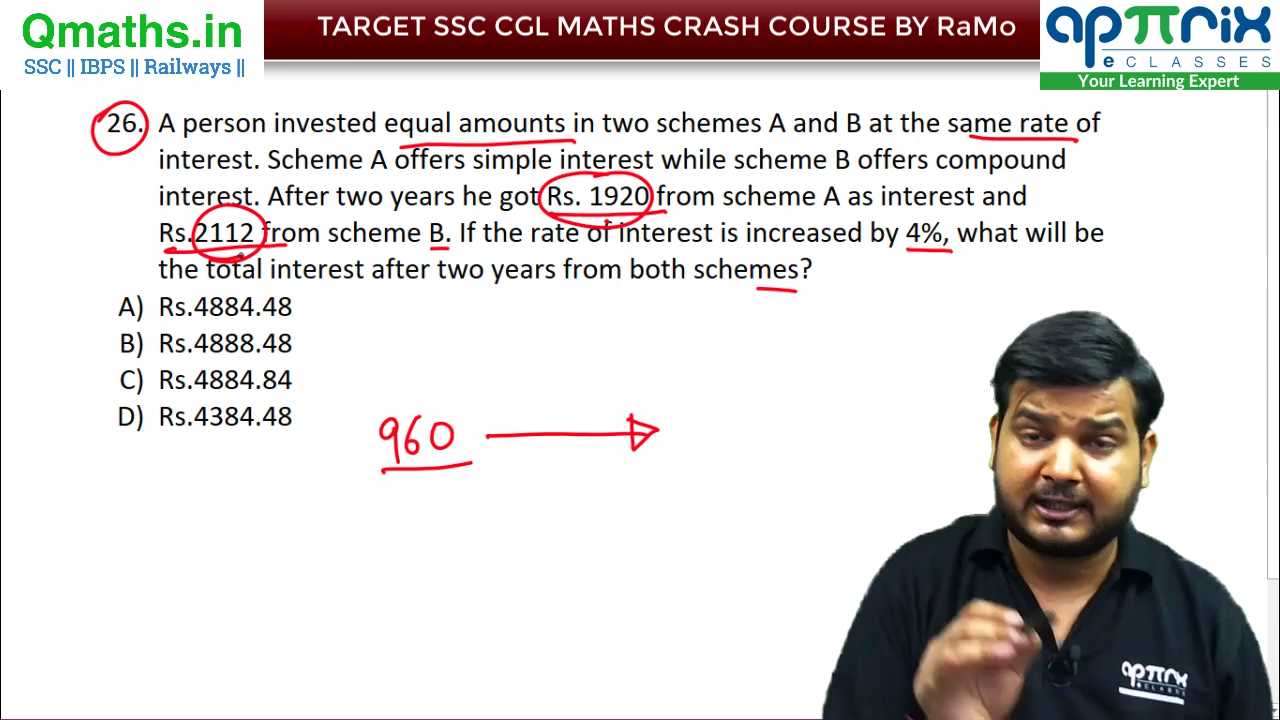 Qmaths.in
SSC || IBPS || Railways ||
TARGET SSC CGL MATHS CRASH COURSE BY RaMo
apπrix
e CLASSES
Your Learning Expert
26. A person invested equal amounts in two schemes A and B at the same rate of
interest. Scheme A offers simple interest while scheme B offers compound
interest. After two years he got Rs. 1920 from scheme A as interest and
Rs.2112 from scheme B. If the rate of interest is increased by 4%, what will be
the total interest after two years from both schemes?
A) Rs.4884.48
B) Rs.4888.48
C) Rs.4884.84
D) Rs.4384.48
960
apπrix
e CLASSES